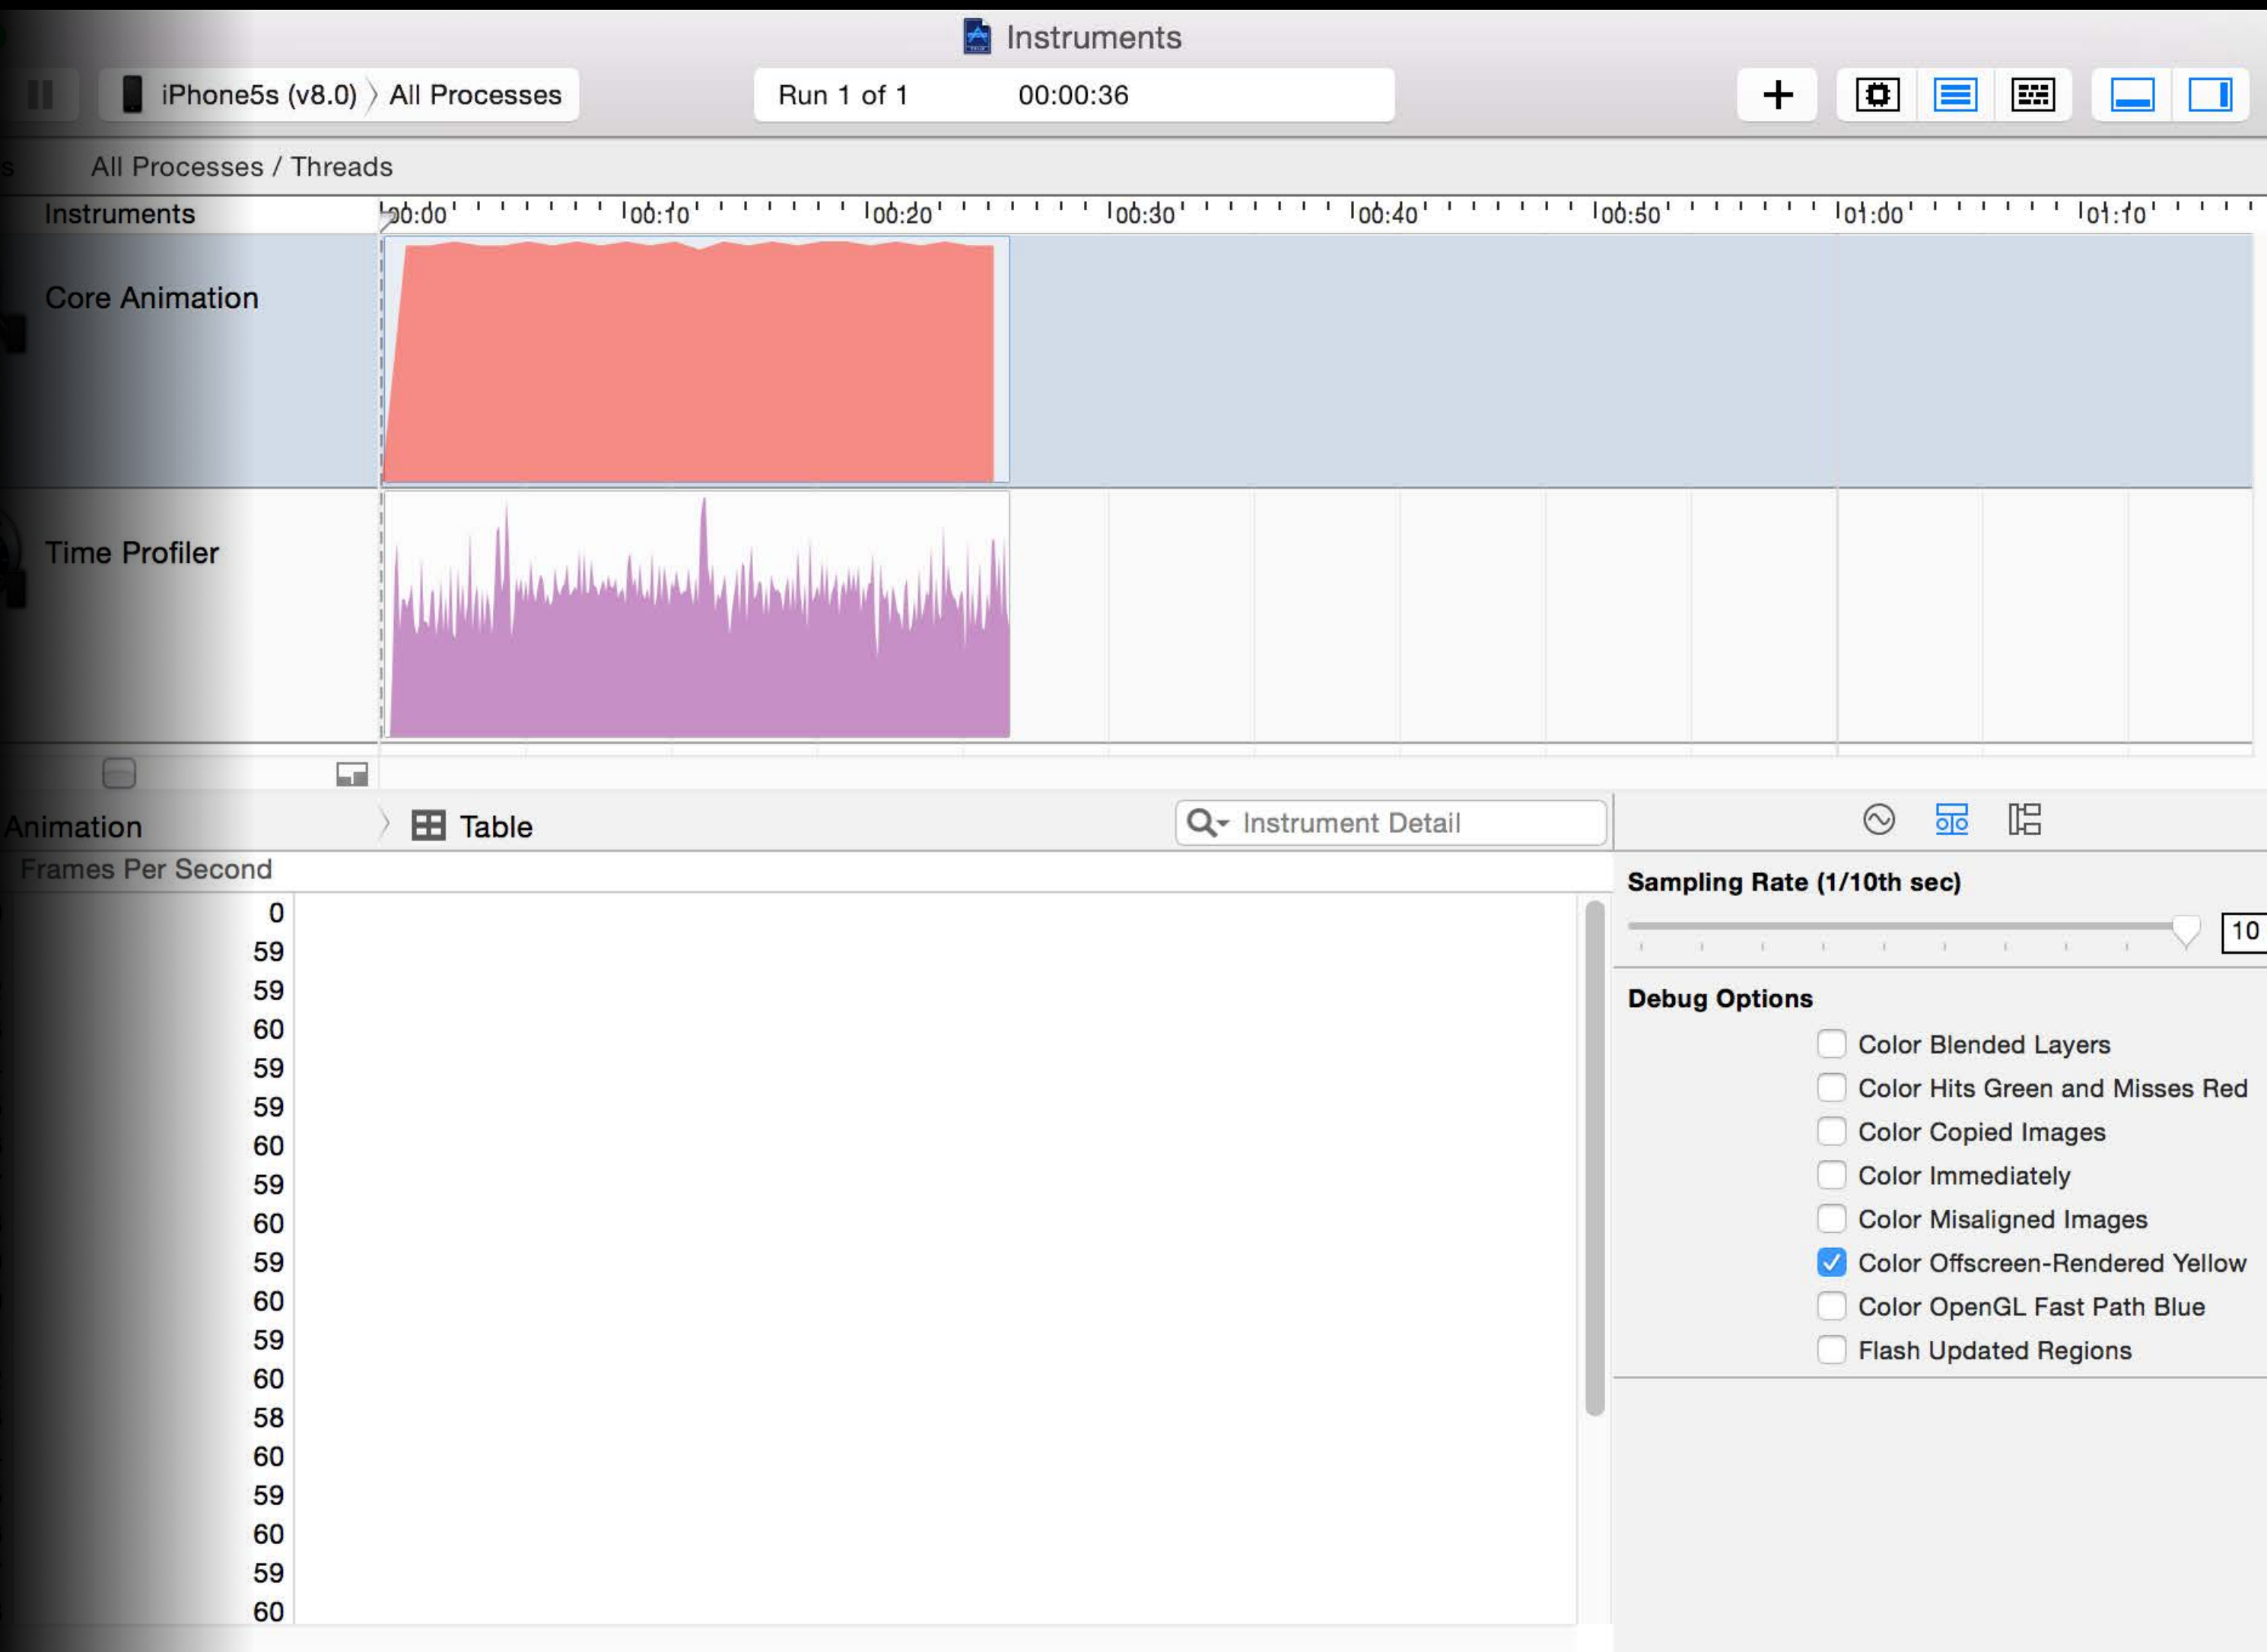 Instruments
iPhone5s (v8.0) 〉 All Processes
Run 1 of 1 00:00:36
s All Processes / Threads
Instruments 00:00 00:10 00:20 00:30 00:40 00:50 01:00 01:10
Core Animation
Time Profiler
Animation 〉 Table
Instrument Detail
Frames Per Second
0
59
59
60
59
59
60
59
60
59
60
59
60
58
60
59
60
59
60
Sampling Rate (1/10th sec)
10
Debug Options
Color Blended Layers
Color Hits Green and Misses Red
Color Copied Images
Color Immediately
Color Misaligned Images
Color Offscreen-Rendered Yellow
Color OpenGL Fast Path Blue
Flash Updated Regions